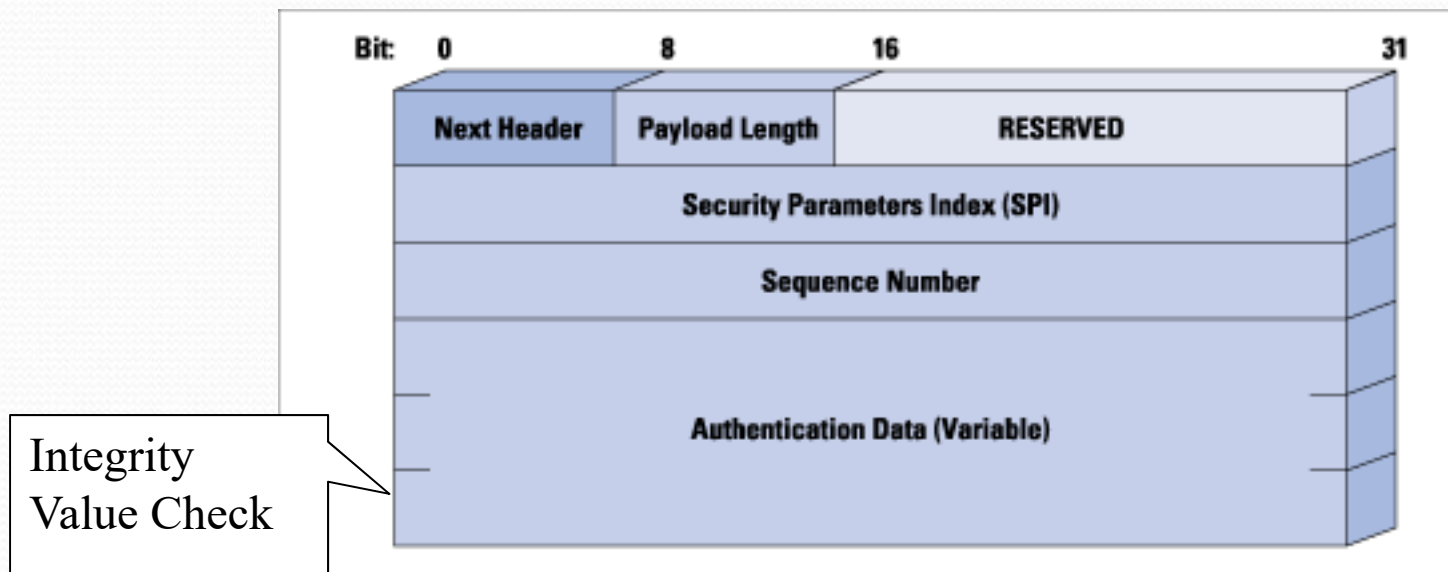 Bit: 0 8 16 31
Next Header Payload Length RESERVED
Security Parameters Index (SPI)
Sequence Number
Authentication Data (Variable)
Integrity
Value Check